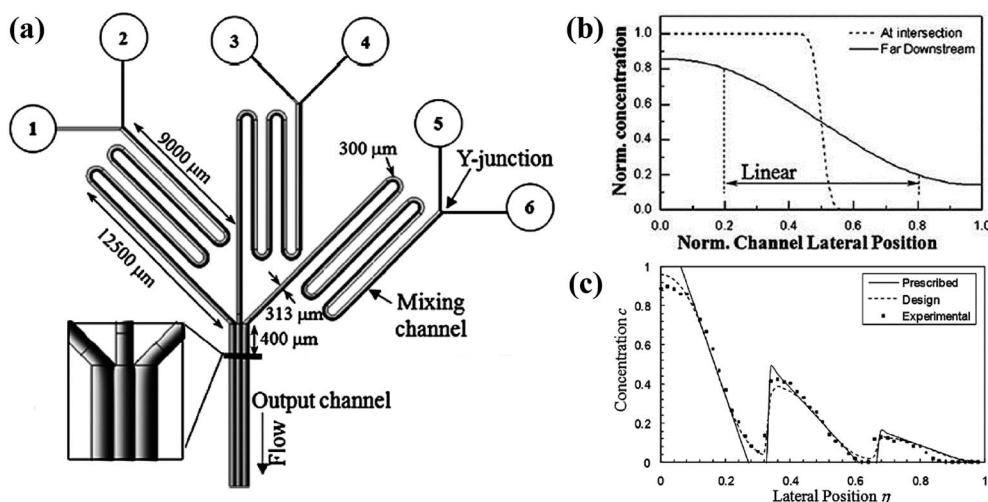 (a)
1
2
3
4
5
6
9000 µm
12500 µm
300 µm
Y-junction
313 µm
Mixing
channel
400 µm
Output channel
Flow
(b)
Norm. concentration
1.0
0.8
0.6
0.4
0.2
0.0
At intersection
Far Downstream
Linear
0.0 0.2 0.4 0.6 0.8 1.0
Norm. Channel Lateral Position
(c)
Concentration c
1
0.8
0.6
0.4
0.2
0
Prescribed
Design
Experimental
0 0.2 0.4 0.6 0.8 1
Lateral Position η